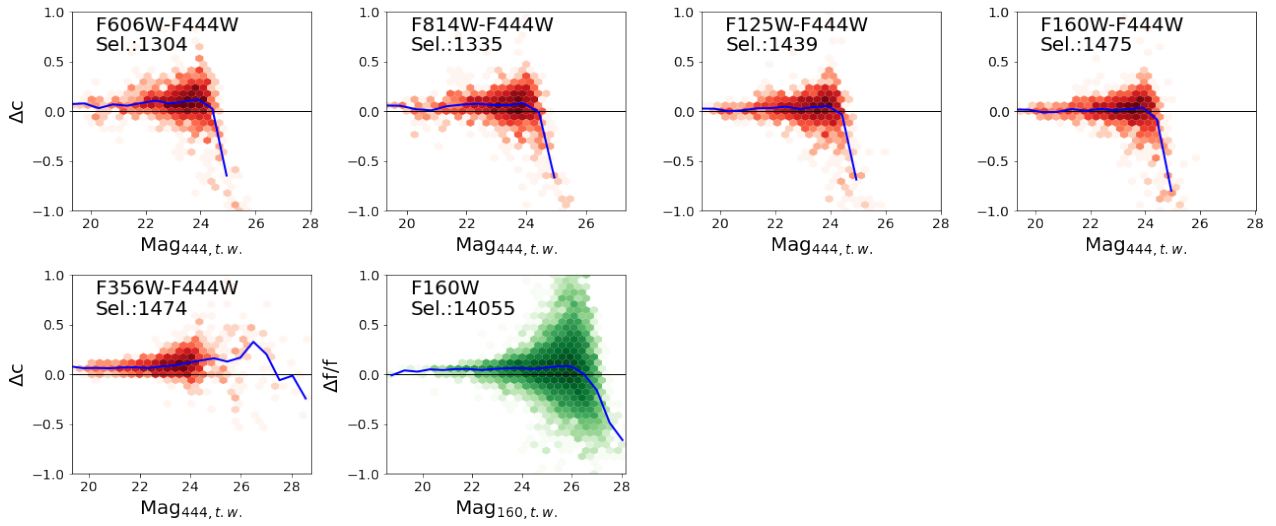 F606W-F444W
Sel.:1304
1.0
0.5
0.0
−0.5
−1.0
Δc
20 22 24 26 28
Mag444, t.w.
F814W-F444W
Sel.:1335
1.0
0.5
0.0
−0.5
−1.0
20 22 24 26
Mag444, t.w.
F125W-F444W
Sel.:1439
1.0
0.5
0.0
−0.5
−1.0
20 22 24 26 28
Mag444, t.w.
F160W-F444W
Sel.:1475
1.0
0.5
0.0
−0.5
−1.0
20 22 24 26 28
Mag444, t.w.
F356W-F444W
Sel.:1474
1.0
0.5
0.0
−0.5
−1.0
Δc
20 22 24 26 28
Mag444, t.w.
F160W
Sel.:14055
1.0
0.5
0.0
−0.5
−1.0
Δf/f
20 22 24 26 28
Mag160, t.w.